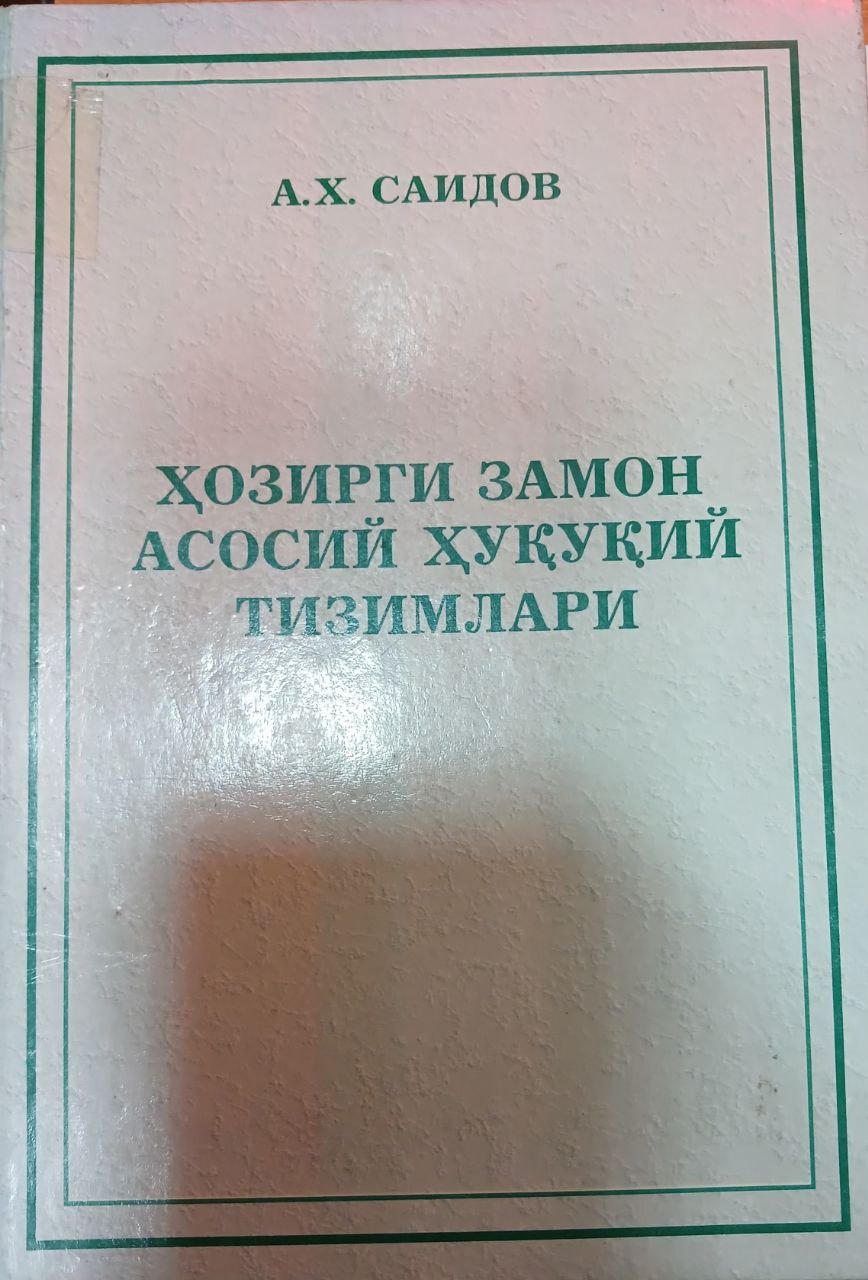 А.Х. САИДОВ
ҲОЗИРГИ ЗАМОН
АСОСИЙ ҲУҚУҚИЙ
ТИЗИМЛАРИ